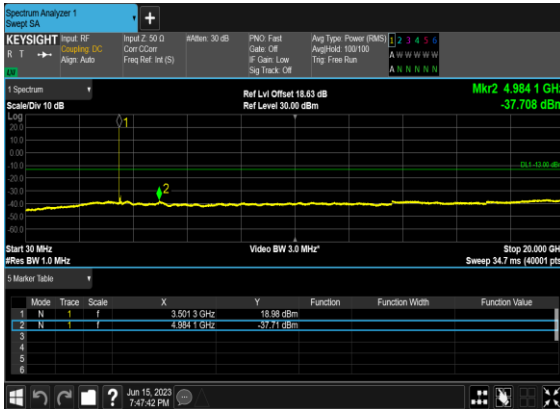 Spectrum Analyzer 1
Swept SA
+
KEYSIGHT
R T
LXI
Input: RF
Coupling: DC
Align: Auto
Input Z: 50 Ω
Corr CCorr
Freq Ref: Int (S)
#Atten: 30 dB
PNO: Fast
Gate: Off
IF Gain: Low
Sig Track: Off
Avg Type: Power (RMS)
Avg|Hold: 100/100
Trig: Free Run
1 2 3 4 5 6
A W W W W W
A N N N N N
1 Spectrum
Scale/Div 10 dB
Ref Lvl Offset 18.63 dB
Ref Level 30.00 dBm
Mkr2 4.984 1 GHz
-37.708 dBm
Log
20.0
10.0
0.00
-10.0
-20.0
-30.0
-40.0
-50.0
-60.0
1
2
DL1 -13.00 dBm
Start 30 MHz
#Res BW 1.0 MHz
Video BW 3.0 MHz*
Stop 20.000 GHz
Sweep 34.7 ms (40001 pts)
5 Marker Table
Mode Trace Scale X Y Function Function Width Function Value
1 N 1 f 3.501 3 GHz 18.98 dBm
2 N 1 f 4.984 1 GHz -37.71 dBm
3
4
5
6
?
Jun 15, 2023
7:47:42 PM